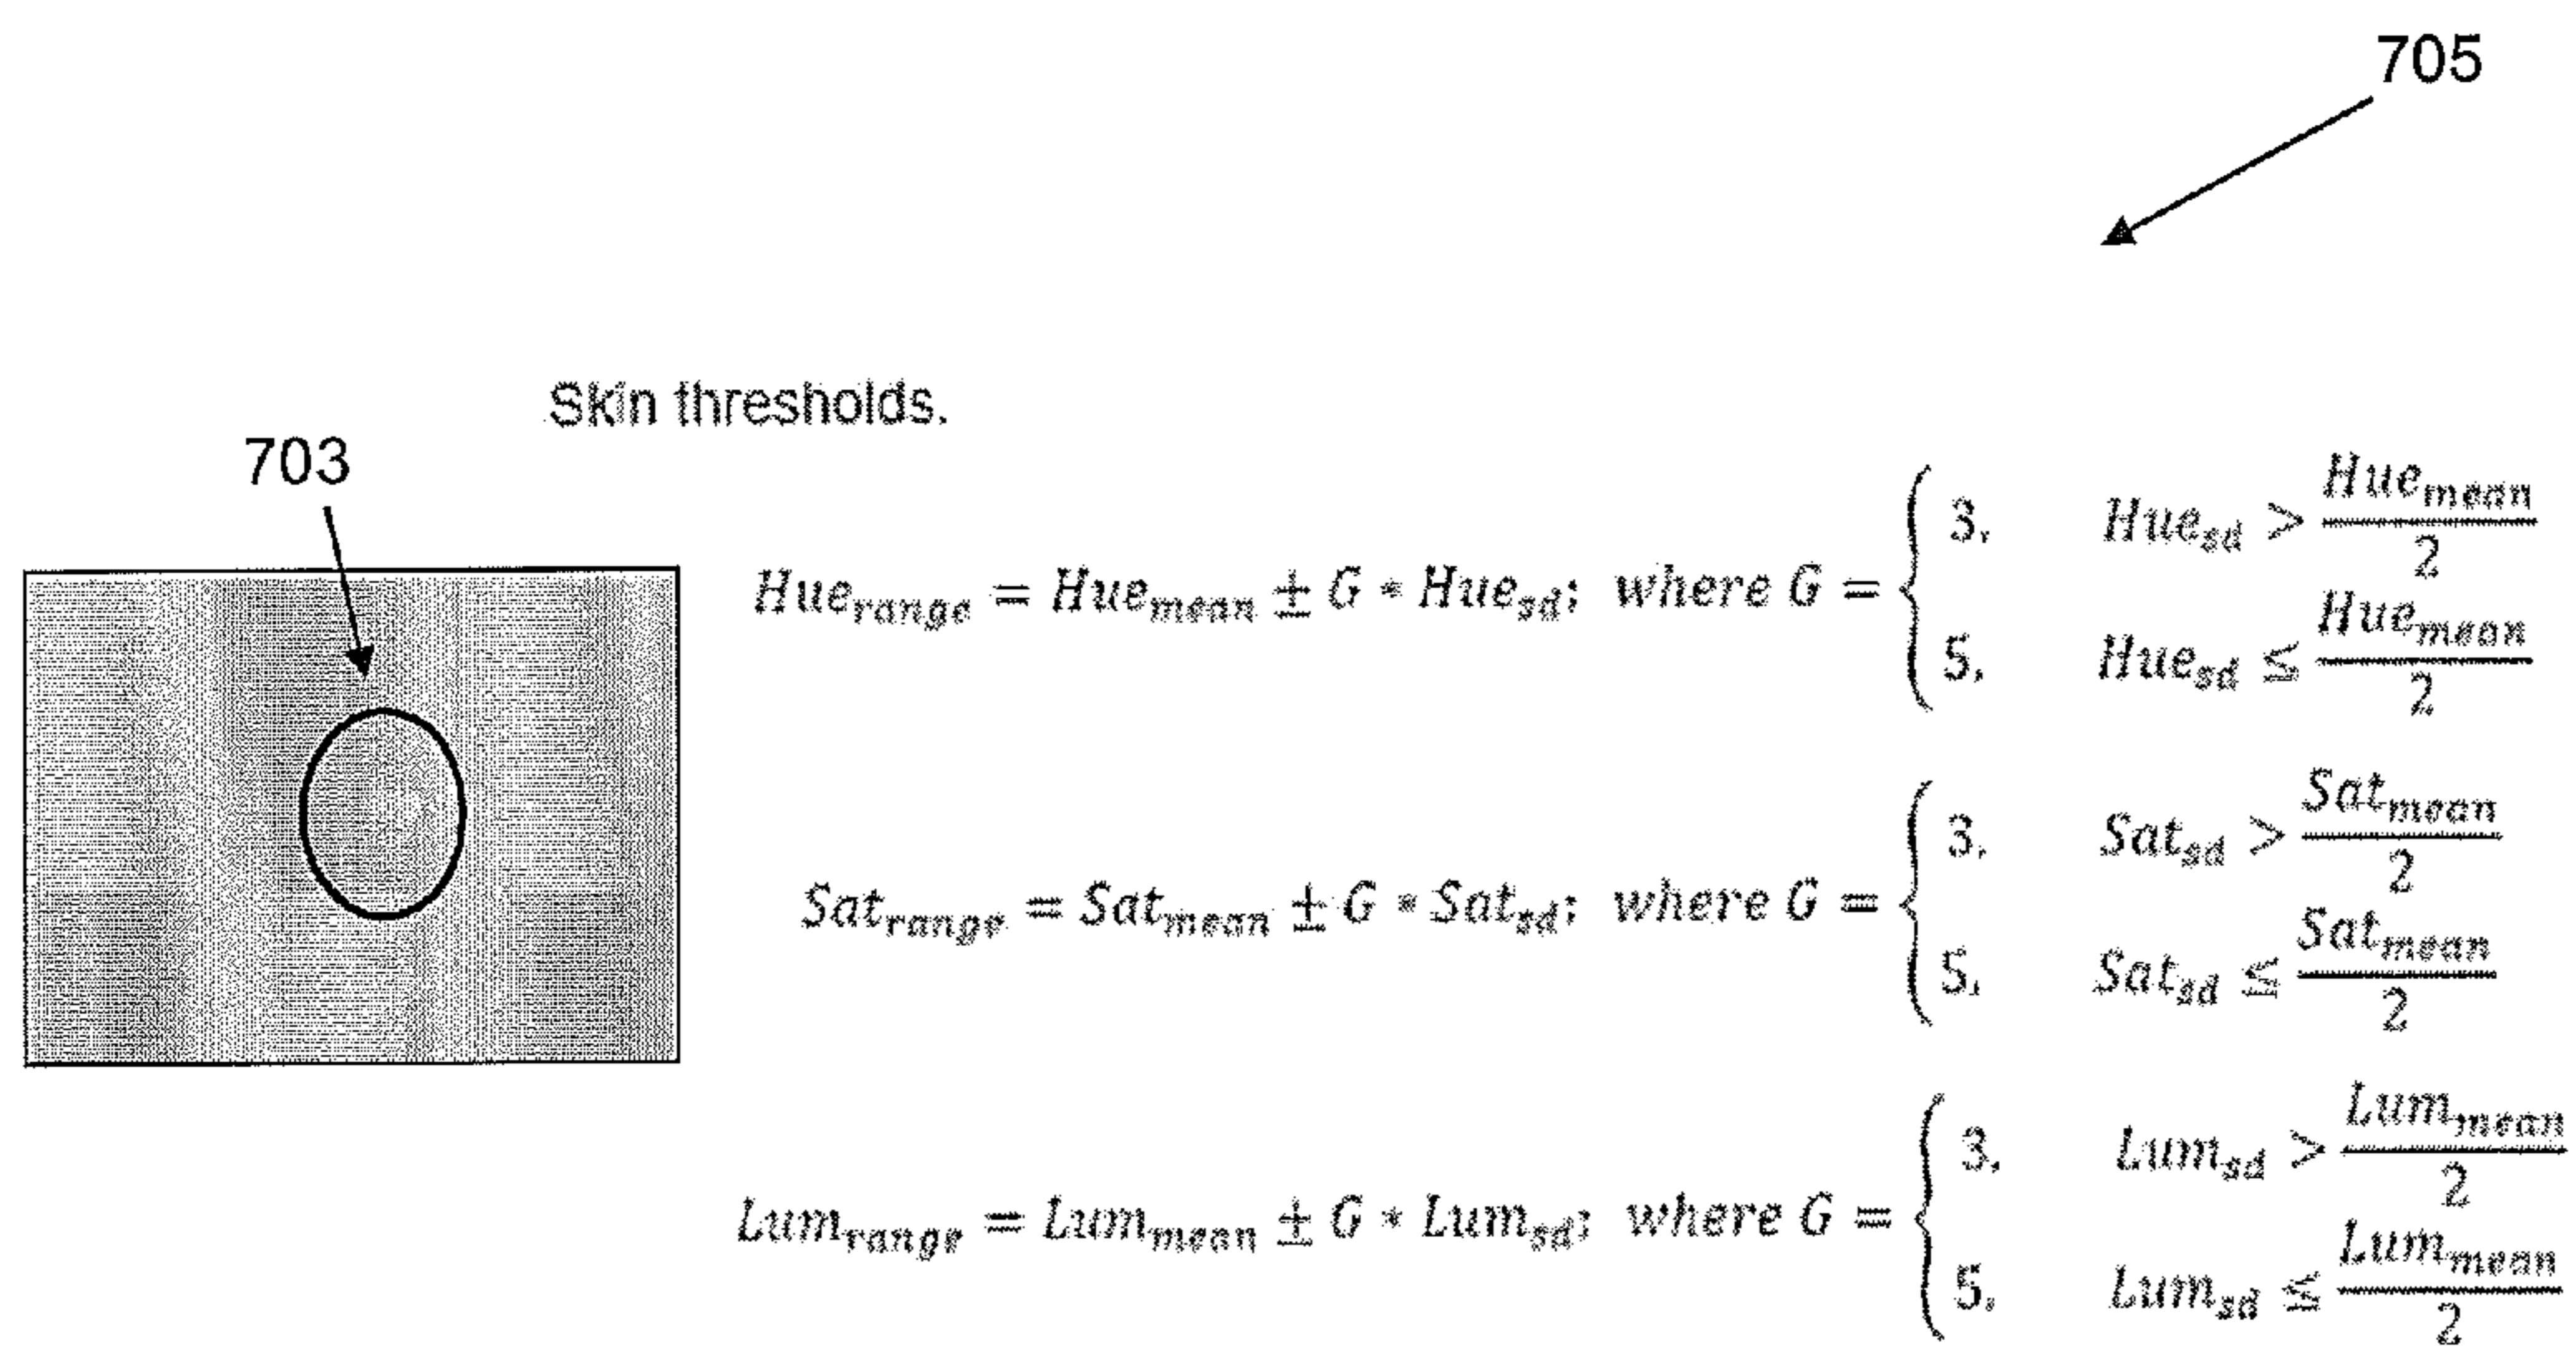 705
Skin thresholds.
703
Hue_range = Hue_mean ± G * Hue_sd; where G = { 3, Hue_sd > Hue_mean / 2
5, Hue_sd ≤ Hue_mean / 2
Sat_range = Sat_mean ± G * Sat_sd; where G = { 3, Sat_sd > Sat_mean / 2
5, Sat_sd ≤ Sat_mean / 2
Lum_range = Lum_mean ± G * Lum_sd; where G = { 3, Lum_sd > Lum_mean / 2
5, Lum_sd ≤ Lum_mean / 2